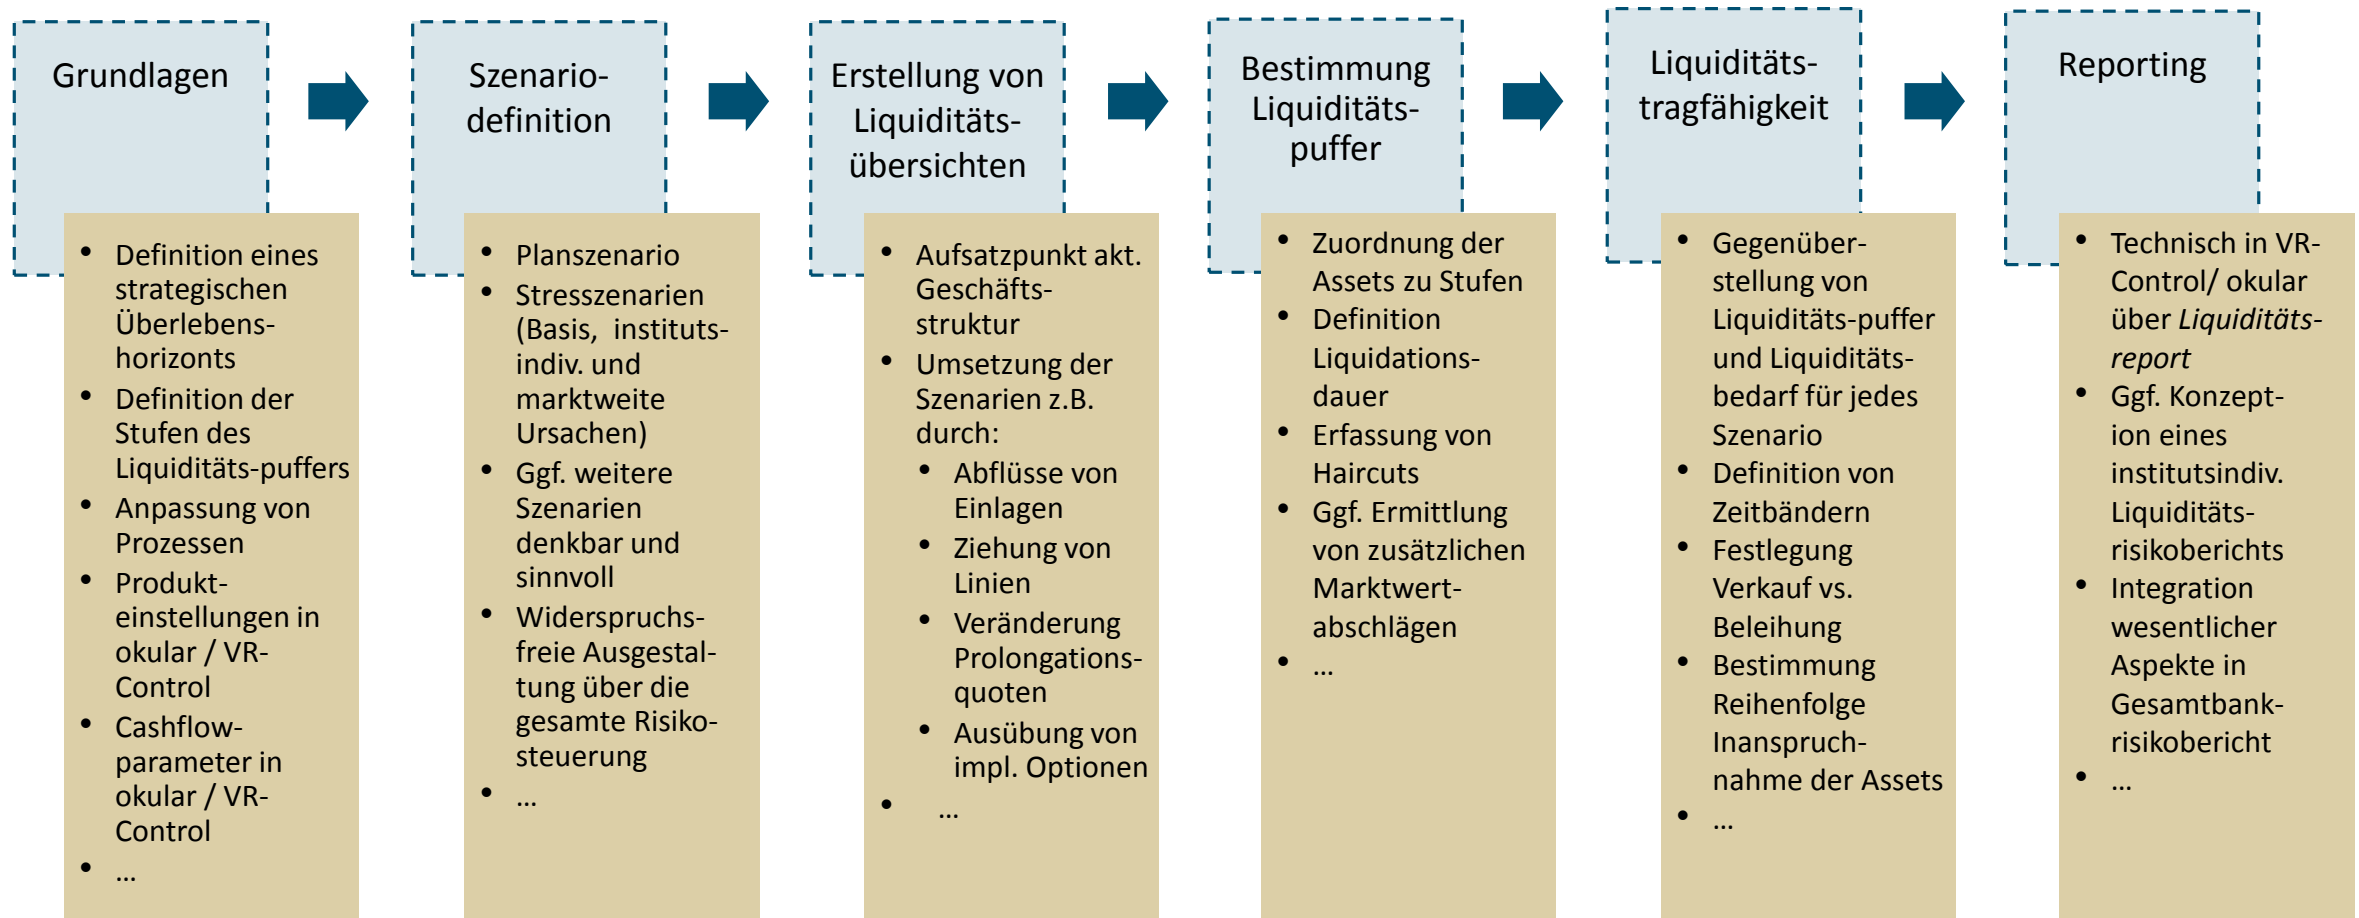 Grundlagen
• Definition eines
strategischen
Überlebens-
horizonts
• Definition der
Stufen des
Liquiditäts-puffers
• Anpassung von
Prozessen
• Produkt-
einstellungen in
okular / VR-
Control
• Cashflow-
parameter in
okular / VR-
Control
• ...
Szenario-
definition
• Planszenario
• Stresszenarien
(Basis, instituts-
indiv. und
marktweite
Ursachen)
• Ggf. weitere
Szenarien
denkbar und
sinnvoll
• Widerspruchs-
freie Ausgestal-
tung über die
gesamte Risiko-
steuerung
• ...
Erstellung von
Liquiditäts-
übersichten
• Aufsatzpunkt akt.
Geschäfts-
struktur
• Umsetzung der
Szenarien z.B.
durch:
• Abflüsse von
Einlagen
• Ziehung von
Linien
• Veränderung
Prolongations-
quoten
• Ausübung von
impl. Optionen
• ...
Bestimmung
Liquiditäts-
puffer
• Zuordnung der
Assets zu Stufen
• Definition
Liquidations-
dauer
• Erfassung von
Haircuts
• Ggf. Ermittlung
von zusätzlichen
Marktwert-
abschlägen
• ...
Liquiditäts-
tragfähigkeit
• Gegenüber-
stellung von
Liquiditäts-puffer
und Liquiditäts-
bedarf für jedes
Szenario
• Definition von
Zeitbändern
• Festlegung
Verkauf vs.
Beleihung
• Bestimmung
Reihenfolge
Inanspruch-
nahme der Assets
• ...
Reporting
• Technisch in VR-
Control/ okular
über Liquiditäts-
report
• Ggf. Konzept-
ion eines
institutsindiv.
Liquiditäts-
risikoberichts
• Integration
wesentlicher
Aspekte in
Gesamtbank-
risikobericht
• ...